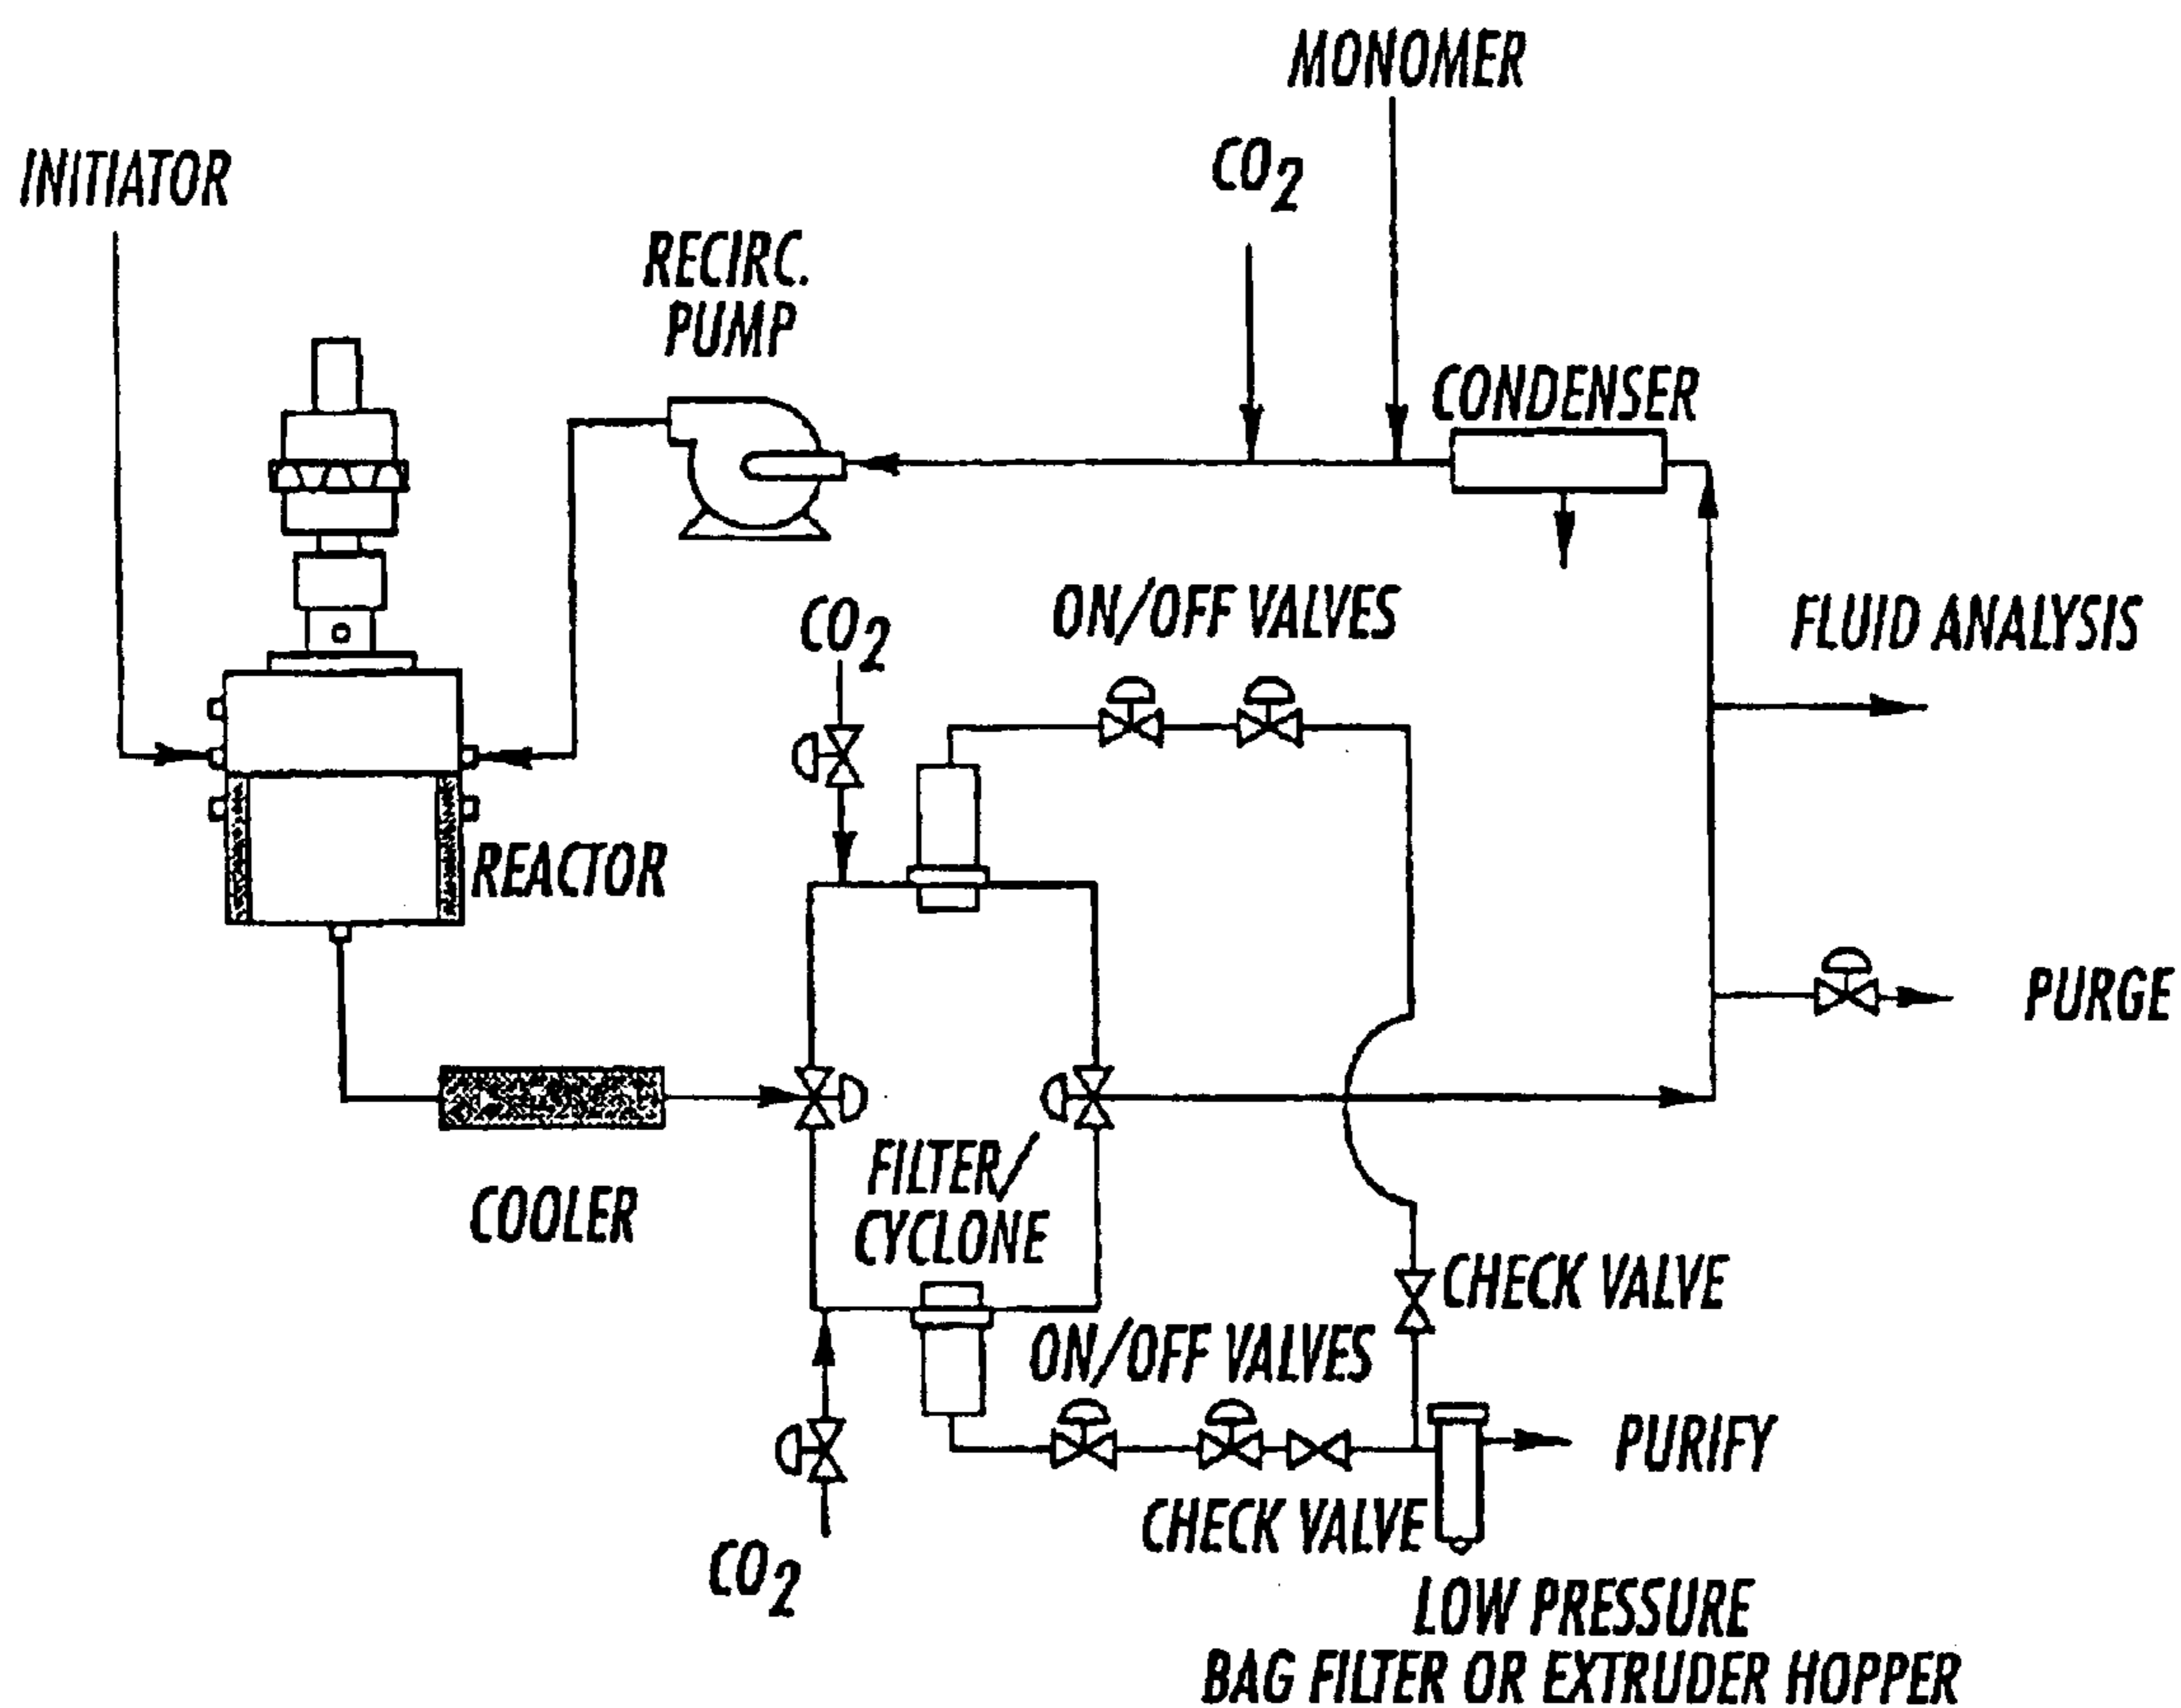 MONOMER
CO2
INITIATOR
RECIRC.
PUMP
CONDENSER
CO2
ON/OFF VALVES
FLUID ANALYSIS
REACTOR
PURGE
FILTER/
CYCLONE
COOLER
CHECK VALVE
ON/OFF VALVES
PURIFY
CHECK VALVE
CO2
LOW PRESSURE
BAG FILTER OR EXTRUDER HOPPER